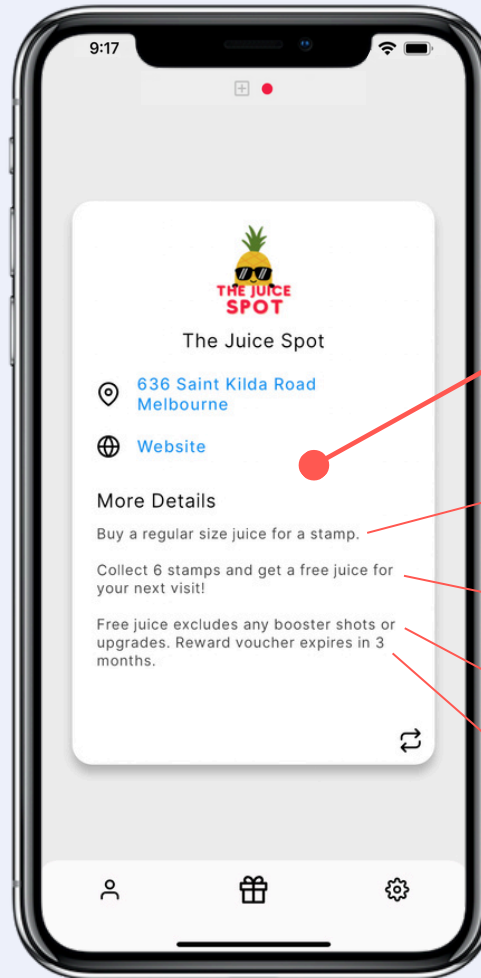 9:17
THE JUICE
SPOT
The Juice Spot
636 Saint Kilda Road
Melbourne
Website
More Details
Buy a regular size juice for a stamp.
Collect 6 stamps and get a free juice for
your next visit!
Free juice excludes any booster shots or
upgrades. Reward voucher expires in 3
months.